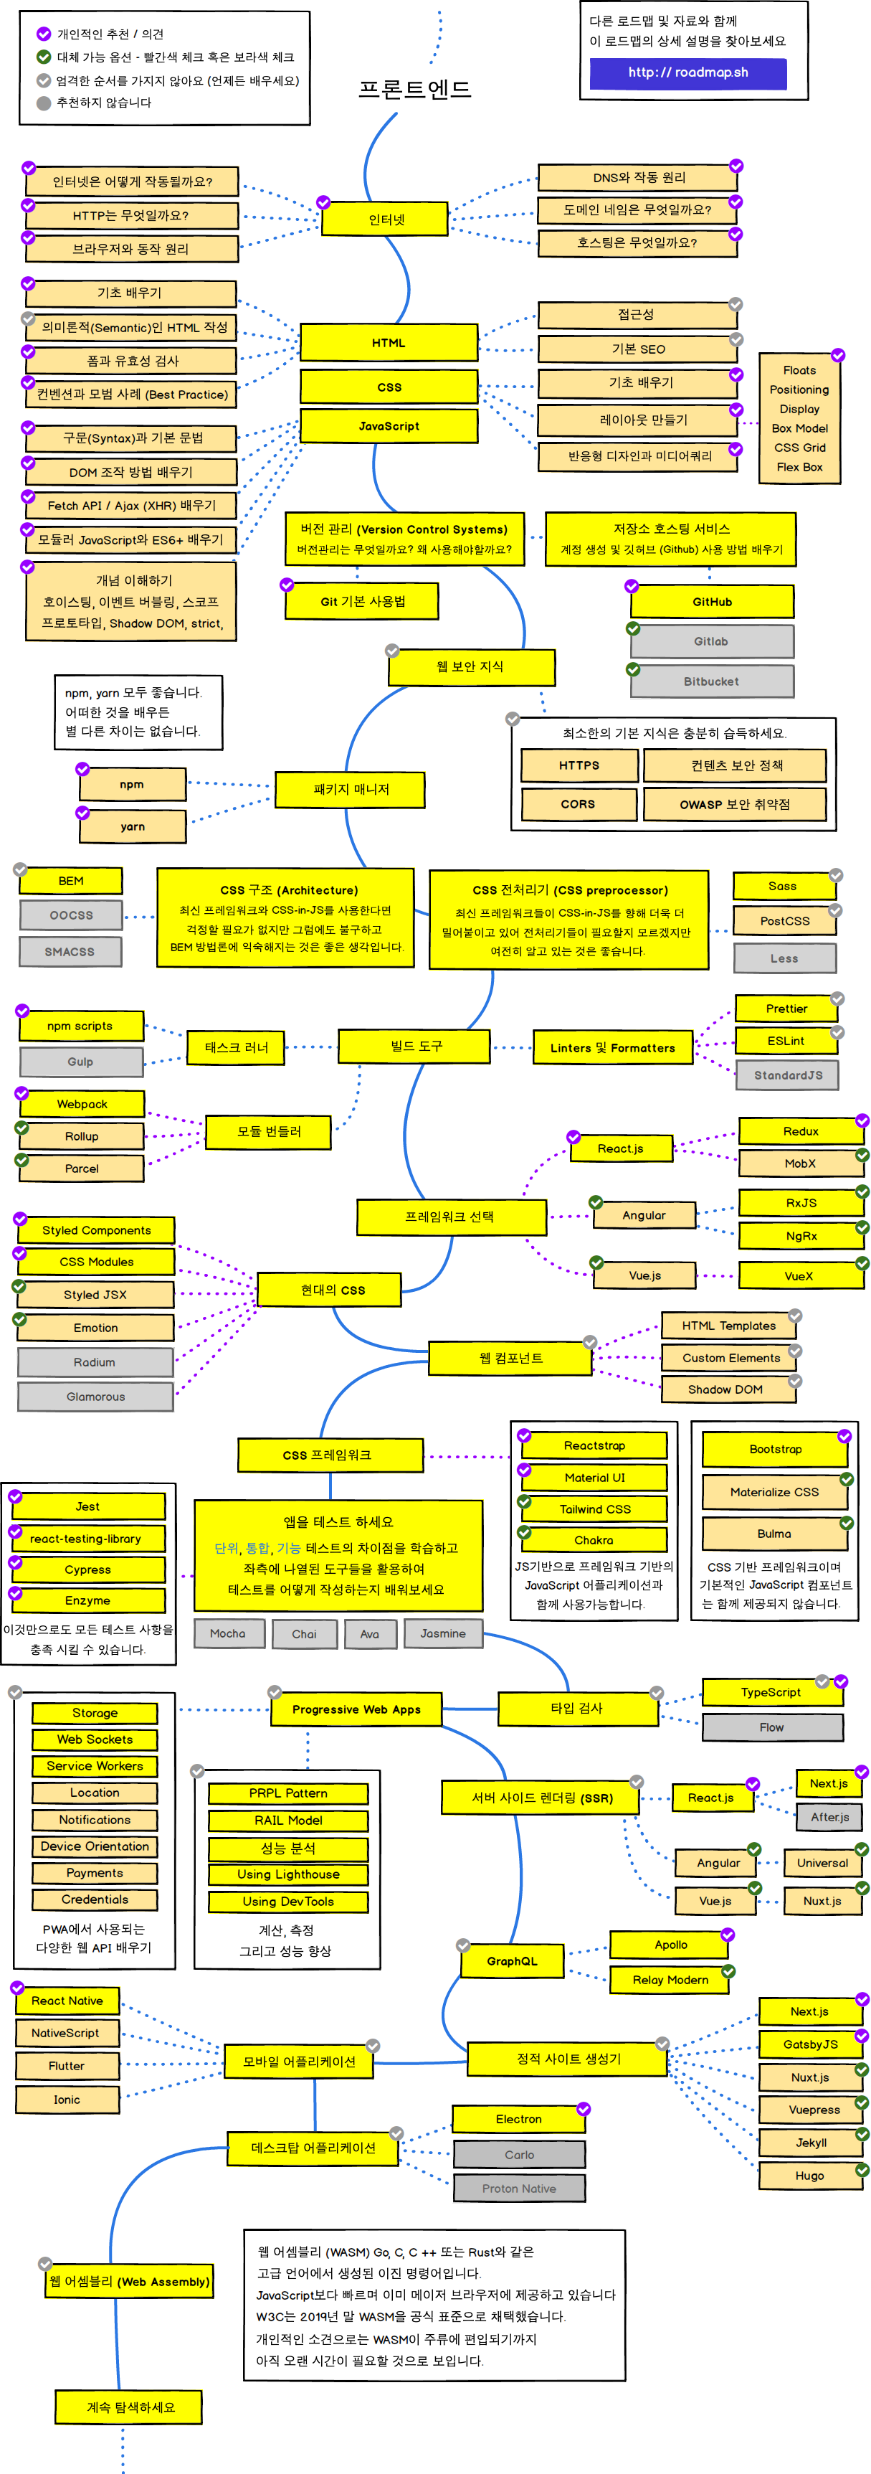 개인적인 추천 / 의견
대체 가능 옵션 - 빨간색 체크 혹은 보라색 체크
엄격한 순서를 가지지 않아요 (언제든 배우세요)
추천하지 않습니다
다른 로드맵 및 자료와 함께
이 로드맵의 상세 설명을 찾아보세요
http://roadmap.sh
프론트엔드
인터넷은 어떻게 작동될까요?
HTTP는 무엇일까요?
브라우저와 동작 원리
인터넷
DNS와 작동 원리
도메인 네임은 무엇일까요?
호스팅은 무엇일까요?
기초 배우기
의미론적(Semantic)인 HTML 작성
폼과 유효성 검사
컨벤션과 모범 사례 (Best Practice)
HTML
CSS
JavaScript
접근성
기본 SEO
기초 배우기
레이아웃 만들기
반응형 디자인과 미디어쿼리
Floats
Positioning
Display
Box Model
CSS Grid
Flex Box
구문(Syntax)과 기본 문법
DOM 조작 방법 배우기
Fetch API / Ajax (XHR) 배우기
모듈러 JavaScript와 ES6+ 배우기
개념 이해하기
호이스팅, 이벤트 버블링, 스코프
프로토타입, Shadow DOM, strict,
버전 관리 (Version Control Systems)
버전관리는 무엇일까요? 왜 사용해야할까요?
저장소 호스팅 서비스
계정 생성 및 깃허브 (Github) 사용 방법 배우기
Git 기본 사용법
GitHub
Gitlab
Bitbucket
웹 보안 지식
최소한의 기본 지식은 충분히 습득하세요.
HTTPS
컨텐츠 보안 정책
CORS
OWASP 보안 취약점
npm, yarn 모두 좋습니다.
어떠한 것을 배우든
별 다른 차이는 없습니다.
npm
yarn
패키지 매니저
BEM
OOCSS
SMACSS
CSS 구조 (Architecture)
최신 프레임워크와 CSS-in-JS를 사용한다면
걱정할 필요가 없지만 그럼에도 불구하고
BEM 방법론에 익숙해지는 것은 좋은 생각입니다.
CSS 전처리기 (CSS preprocessor)
최신 프레임워크들이 CSS-in-JS를 향해 더욱 더
밀어붙이고 있어 전처리기들이 필요할지 모르겠지만
여전히 알고 있는 것은 좋습니다.
Sass
PostCSS
Less
npm scripts
Gulp
태스크 러너
빌드 도구
Linters 및 Formatters
Prettier
ESLint
StandardJS
Webpack
Rollup
Parcel
모듈 번들러
React.js
Redux
MobX
프레임워크 선택
Angular
RxJS
NgRx
Vue.js
VueX
Styled Components
CSS Modules
Styled JSX
Emotion
Radium
Glamorous
현대의 CSS
웹 컴포넌트
HTML Templates
Custom Elements
Shadow DOM
CSS 프레임워크
Reactstrap
Material UI
Tailwind CSS
Chakra
JS기반으로 프레임워크 기반의
JavaScript 어플리케이션과
함께 사용가능합니다.
Bootstrap
Materialize CSS
Bulma
CSS 기반 프레임워크이며
기본적인 JavaScript 컴포넌트
는 함께 제공되지 않습니다.
Jest
react-testing-library
Cypress
Enzyme
이것만으로도 모든 테스트 사항을
충족 시킬 수 있습니다.
앱을 테스트 하세요
단위, 통합, 기능 테스트의 차이점을 학습하고
좌측에 나열된 도구들을 활용하여
테스트를 어떻게 작성하는지 배워보세요
Mocha
Chai
Ava
Jasmine
Progressive Web Apps
타입 검사
TypeScript
Flow
Storage
Web Sockets
Service Workers
Location
Notifications
Device Orientation
Payments
Credentials
PWA에서 사용되는
다양한 웹 API 배우기
PRPL Pattern
RAIL Model
성능 분석
Using Lighthouse
Using DevTools
계산, 측정
그리고 성능 향상
서버 사이드 렌더링 (SSR)
React.js
Next.js
After.js
Angular
Universal
Vue.js
Nuxt.js
GraphQL
Apollo
Relay Modern
React Native
NativeScript
Flutter
Ionic
모바일 어플리케이션
정적 사이트 생성기
Next.js
GatsbyJS
Nuxt.js
Vuepress
Jekyll
Hugo
데스크탑 어플리케이션
Electron
Carlo
Proton Native
웹 어셈블리 (Web Assembly)
웹 어셈블리 (WASM) Go, C, C ++ 또는 Rust와 같은
고급 언어에서 생성된 이진 명령어입니다.
JavaScript보다 빠르며 이미 메이저 브라우저에 제공하고 있습니다
W3C는 2019년 말 WASM을 공식 표준으로 채택했습니다.
개인적인 소견으로는 WASM이 주류에 편입되기까지
아직 오랜 시간이 필요할 것으로 보입니다.
계속 탐색하세요